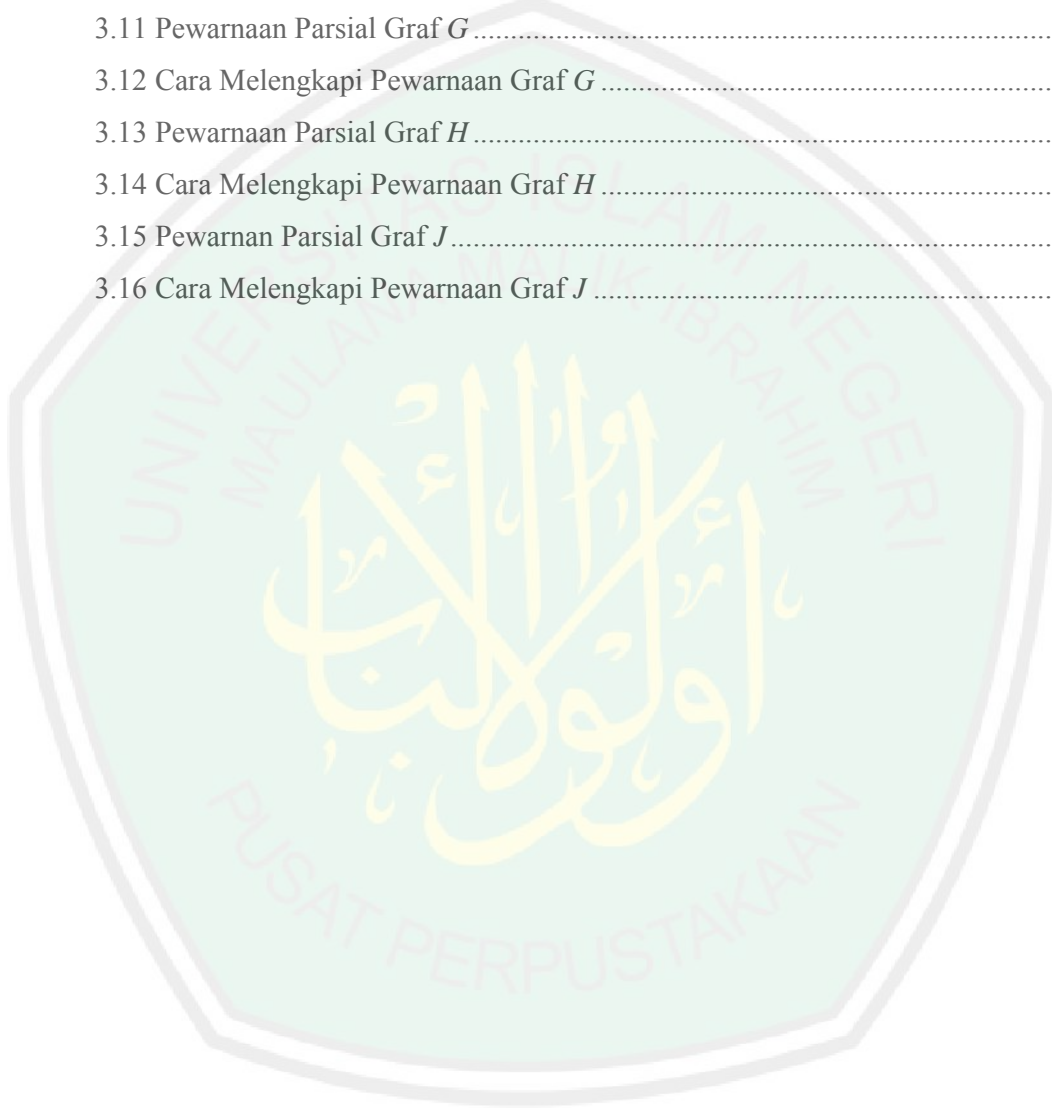 3.11 Pewarnaan Parsial Graf G ..............................................................................
3.12 Cara Melengkapi Pewarnaan Graf G .............................................................
3.13 Pewarnaan Parsial Graf H ..............................................................................
3.14 Cara Melengkapi Pewarnaan Graf H .............................................................
3.15 Pewarnan Parsial Graf J .................................................................................
3.16 Cara Melengkapi Pewarnaan Graf J ..............................................................
UNIVERSITAS ISLAM NEGERI
MAULANA MALIK IBRAHIM
أولوا الألباب
PUSAT PERPUSTAKAAN